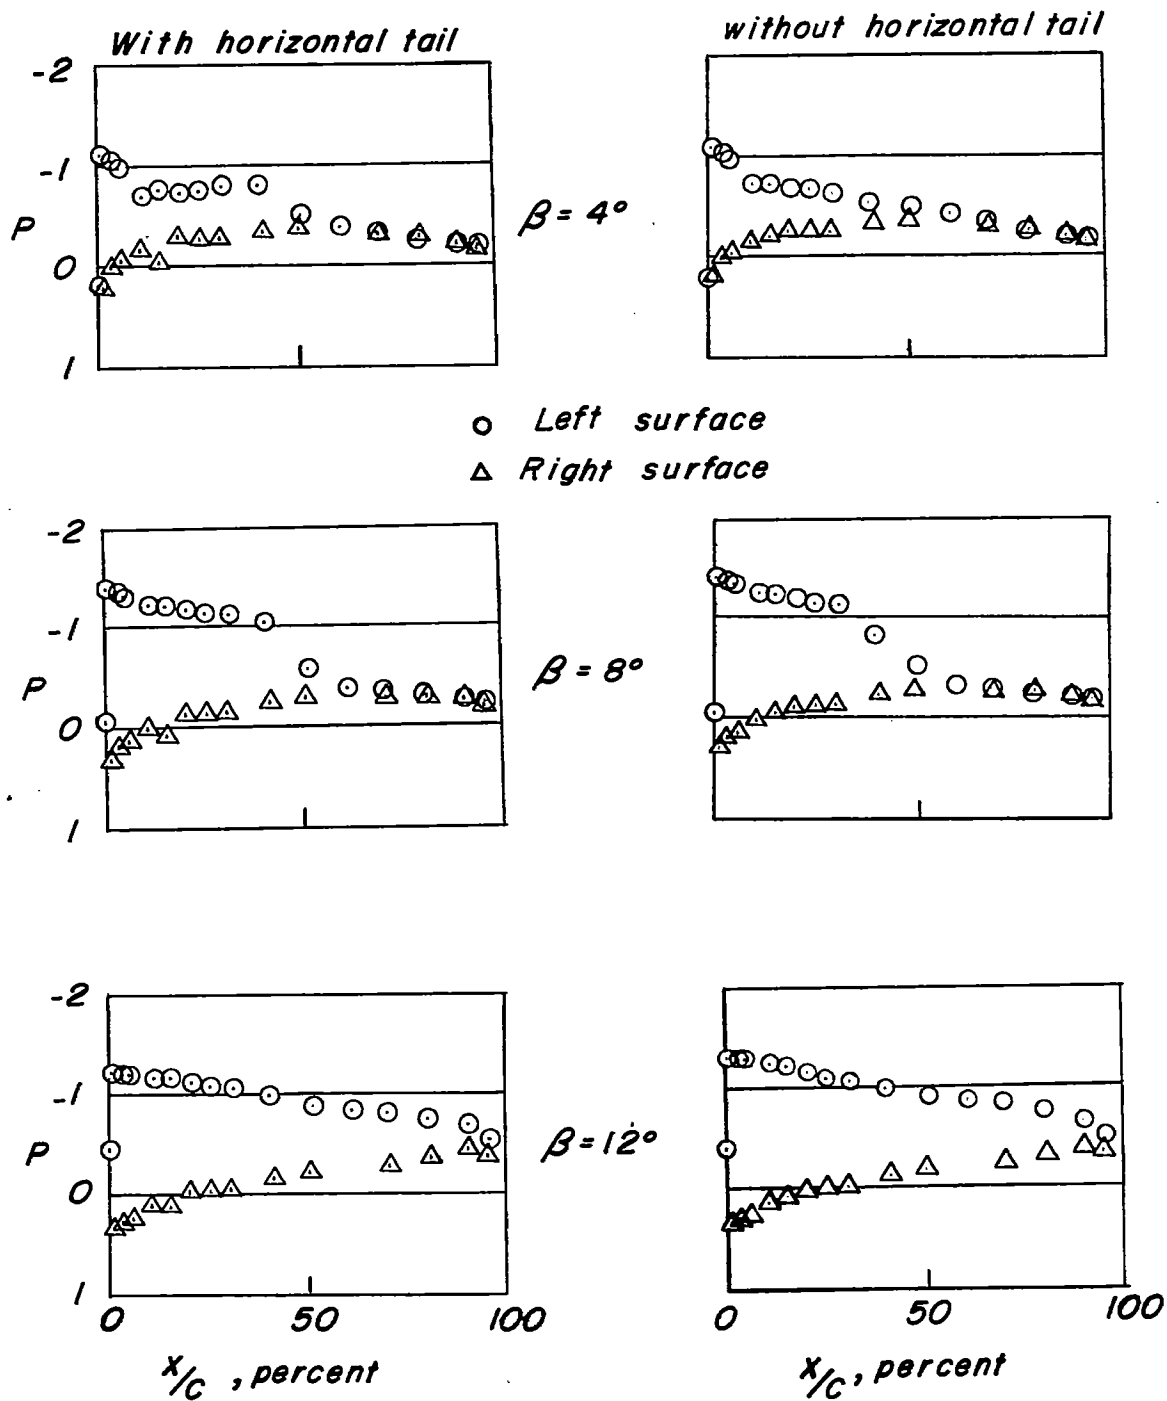 With horizontal tail
without horizontal tail
-2
-1
P
0
1
β = 4°
Left surface
Right surface
-2
-1
P
0
1
β = 8°
-2
-1
P
0
1
β = 12°
0 50 100
0 50 100
x/c, percent
x/c, percent